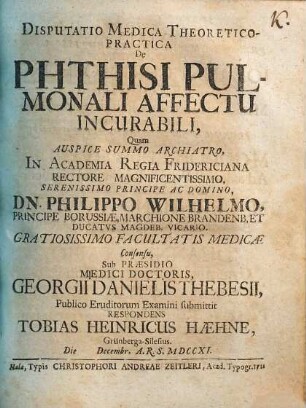 K.
DISPUTATIO MEDICA THEORETICO-
PRACTICA
De
PHTHISI PUL-
MONALI AFFECTU
INCURABILI,
Quam
AUSPICE SUMMO ARCHIATRO,
IN ACADEMIA REGIA FRIDERICIANA
RECTORE MAGNIFICENTISSIMO,
SERENISSIMO PRINCIPE AC DOMINO,
DN. PHILIPPO WILHELMO,
PRINCIPE BORUSSIÆ, MARCHIONE BRANDENB, ET
DUCATVS MAGDEB. VICARIO.
GRATIOSISSIMO FACULTATIS MEDICÆ
Consensu,
Sub PRÆSIDIO
MEDICI DOCTORIS,
GEORGII DANIELIS THEBESII,
Publico Eruditorum Examini submittit
RESPONDENS
TOBIAS HEINRICUS HÆHNE,
Grünberga-Silesius.
Die Decembr. A.R.S. MDCCXI.
Halæ, Typis CHRISTOPHORI ANDREAE ZEITLERI, Acad. Typogr.